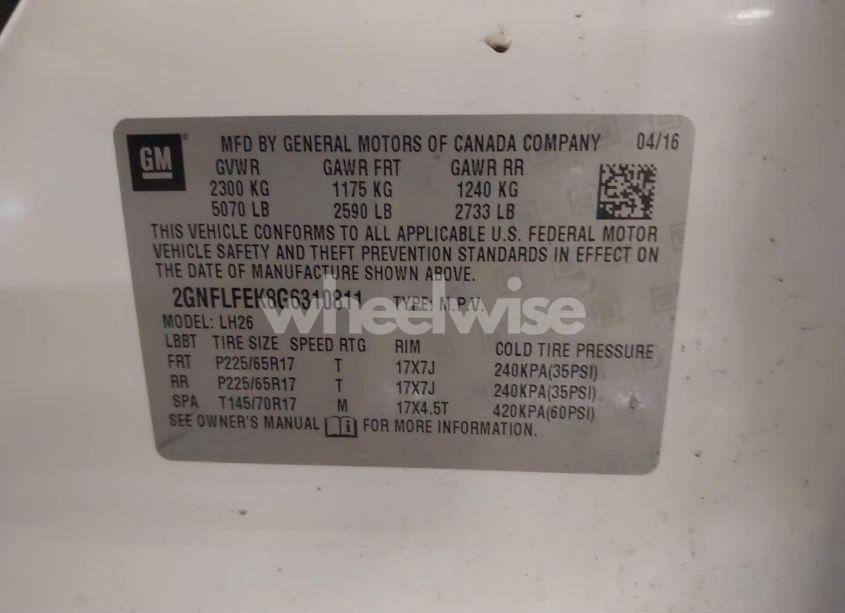 GM
MFD BY GENERAL MOTORS OF CANADA COMPANY 04/16
GVWR GAWR FRT GAWR RR
2300 KG 1175 KG 1240 KG
5070 LB 2590 LB 2733 LB
THIS VEHICLE CONFORMS TO ALL APPLICABLE U.S. FEDERAL MOTOR
VEHICLE SAFETY AND THEFT PREVENTION STANDARDS IN EFFECT ON
THE DATE OF MANUFACTURE SHOWN ABOVE.
2GNFLFEK8G6310811 TYPE: M.P.V.
wheelwise
MODEL: LH26
LBBT TIRE SIZE SPEED RTG RIM COLD TIRE PRESSURE
FRT P225/65R17 T 17X7J 240KPA(35PSI)
RR P225/65R17 T 17X7J 240KPA(35PSI)
SPA T145/70R17 M 17X4.5T 420KPA(60PSI)
SEE OWNER'S MANUAL FOR MORE INFORMATION.